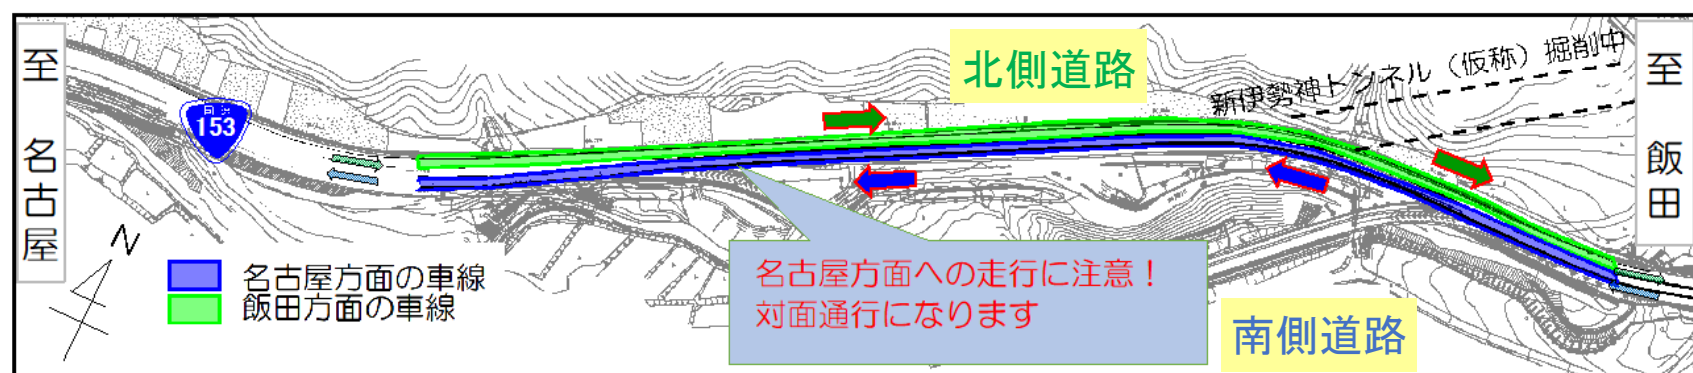 至 名古屋
国道
153
北側道路
新伊勢神トンネル（仮称）掘削中
至 飯田
N
名古屋方面の車線
飯田方面の車線
名古屋方面への走行に注意！
対面通行になります
南側道路